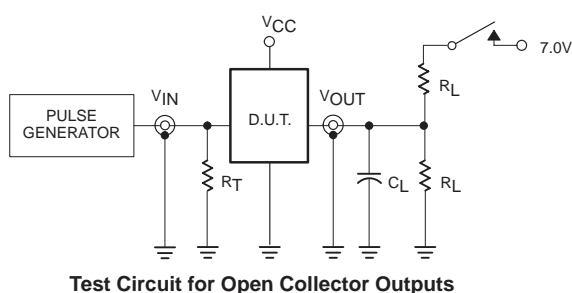 VCC
7.0V
RL
VIN
VOUT
PULSE
GENERATOR
D.U.T.
RT
CL
RL
Test Circuit for Open Collector Outputs